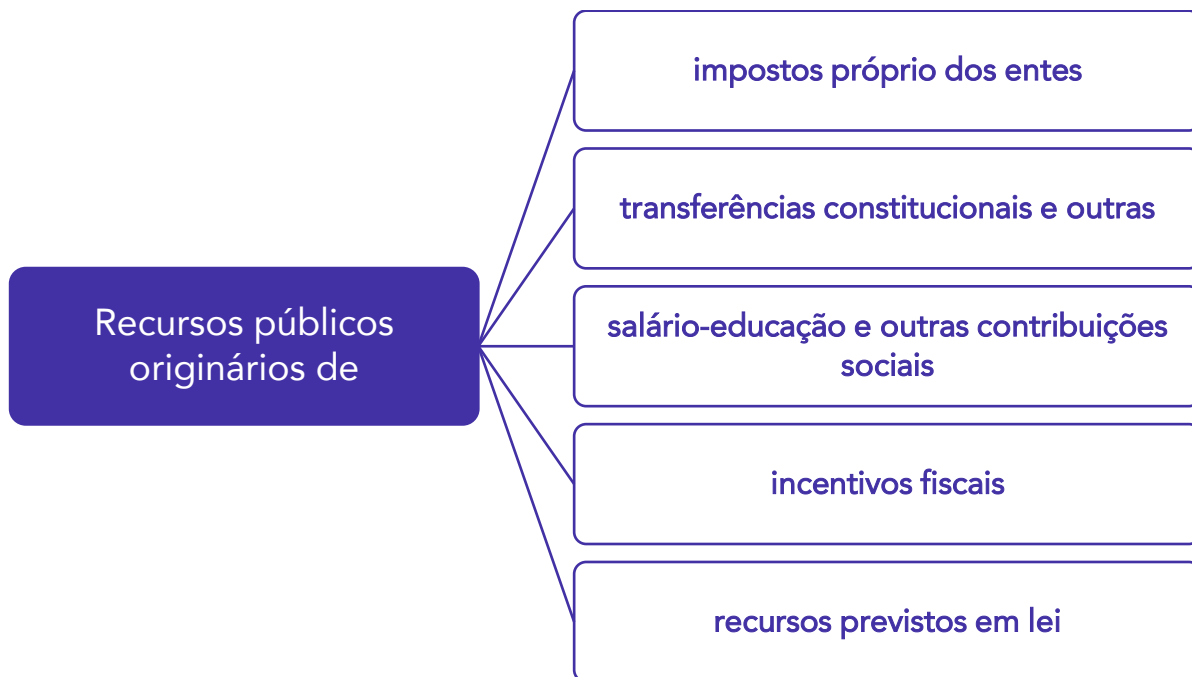 impostos próprio dos entes
transferências constitucionais e outras
Recursos públicos
originários de
salário-educação e outras contribuições
sociais
incentivos fiscais
recursos previstos em lei